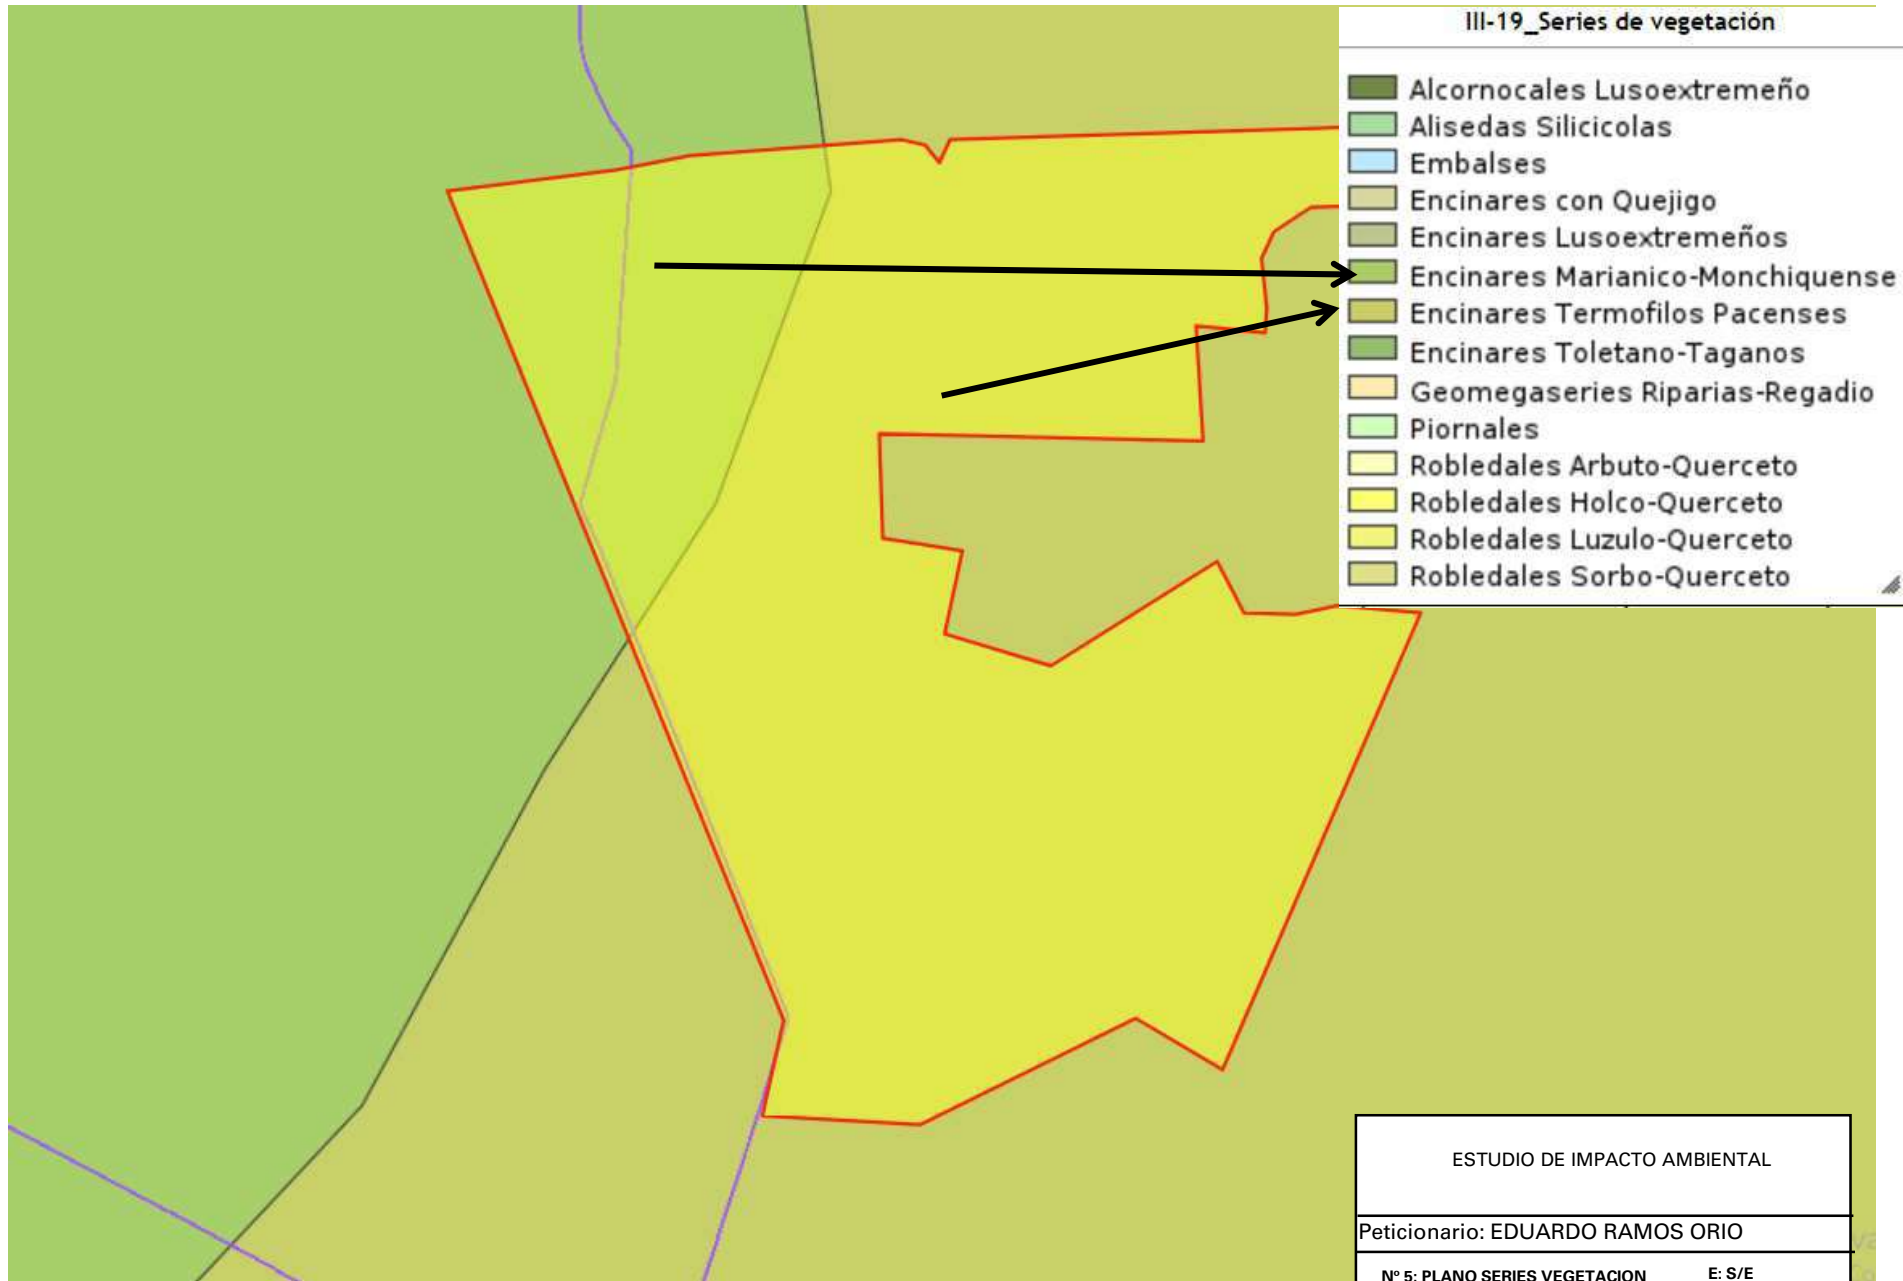 III-19_Series de vegetación
Alcornocales Lusoextremeño
Alisedas Silicicolas
Embalses
Encinares con Quejigo
Encinares Lusoextremeños
Encinares Marianico-Monchiquense
Encinares Termofilos Pacenses
Encinares Toletano-Taganos
Geomegaseries Riparias-Regadio
Piornales
Robledales Arbuto-Querceto
Robledales Holco-Querceto
Robledales Luzulo-Querceto
Robledales Sorbo-Querceto
ESTUDIO DE IMPACTO AMBIENTAL
Peticionario: EDUARDO RAMOS ORIO
Nº 5: PLANO SERIES VEGETACION E: S/E